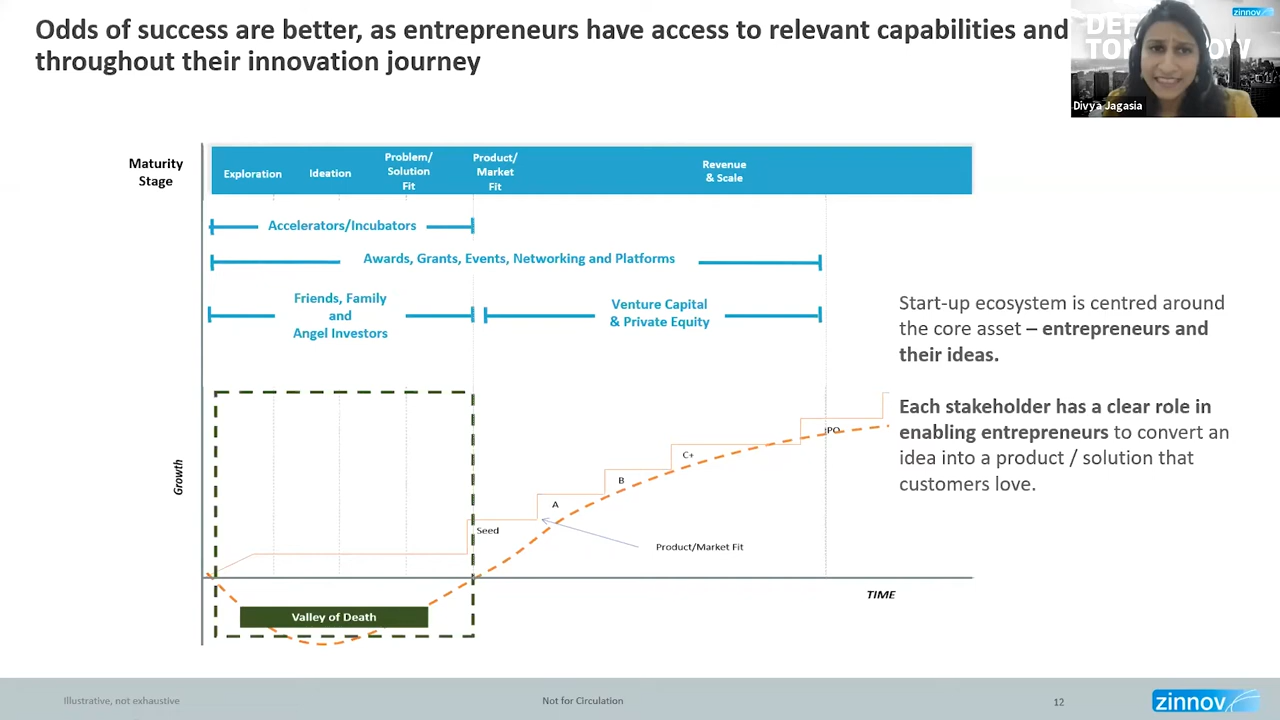 Odds of success are better, as entrepreneurs have access to relevant capabilities and
throughout their innovation journey
zinnov
Divya Jagasia
Maturity
Stage
Exploration
Ideation
Problem/
Solution
Fit
Product/
Market
Fit
Revenue
& Scale
Accelerators/Incubators
Awards, Grants, Events, Networking and Platforms
Friends, Family
and
Angel Investors
Venture Capital
& Private Equity
Start-up ecosystem is centred around
the core asset – entrepreneurs and
their ideas.
Each stakeholder has a clear role in
enabling entrepreneurs to convert an
idea into a product / solution that
customers love.
Growth
IPO
C+
B
A
Seed
Product/Market Fit
TIME
Valley of Death
Illustrative, not exhaustive
Not for Circulation
12
zinnov